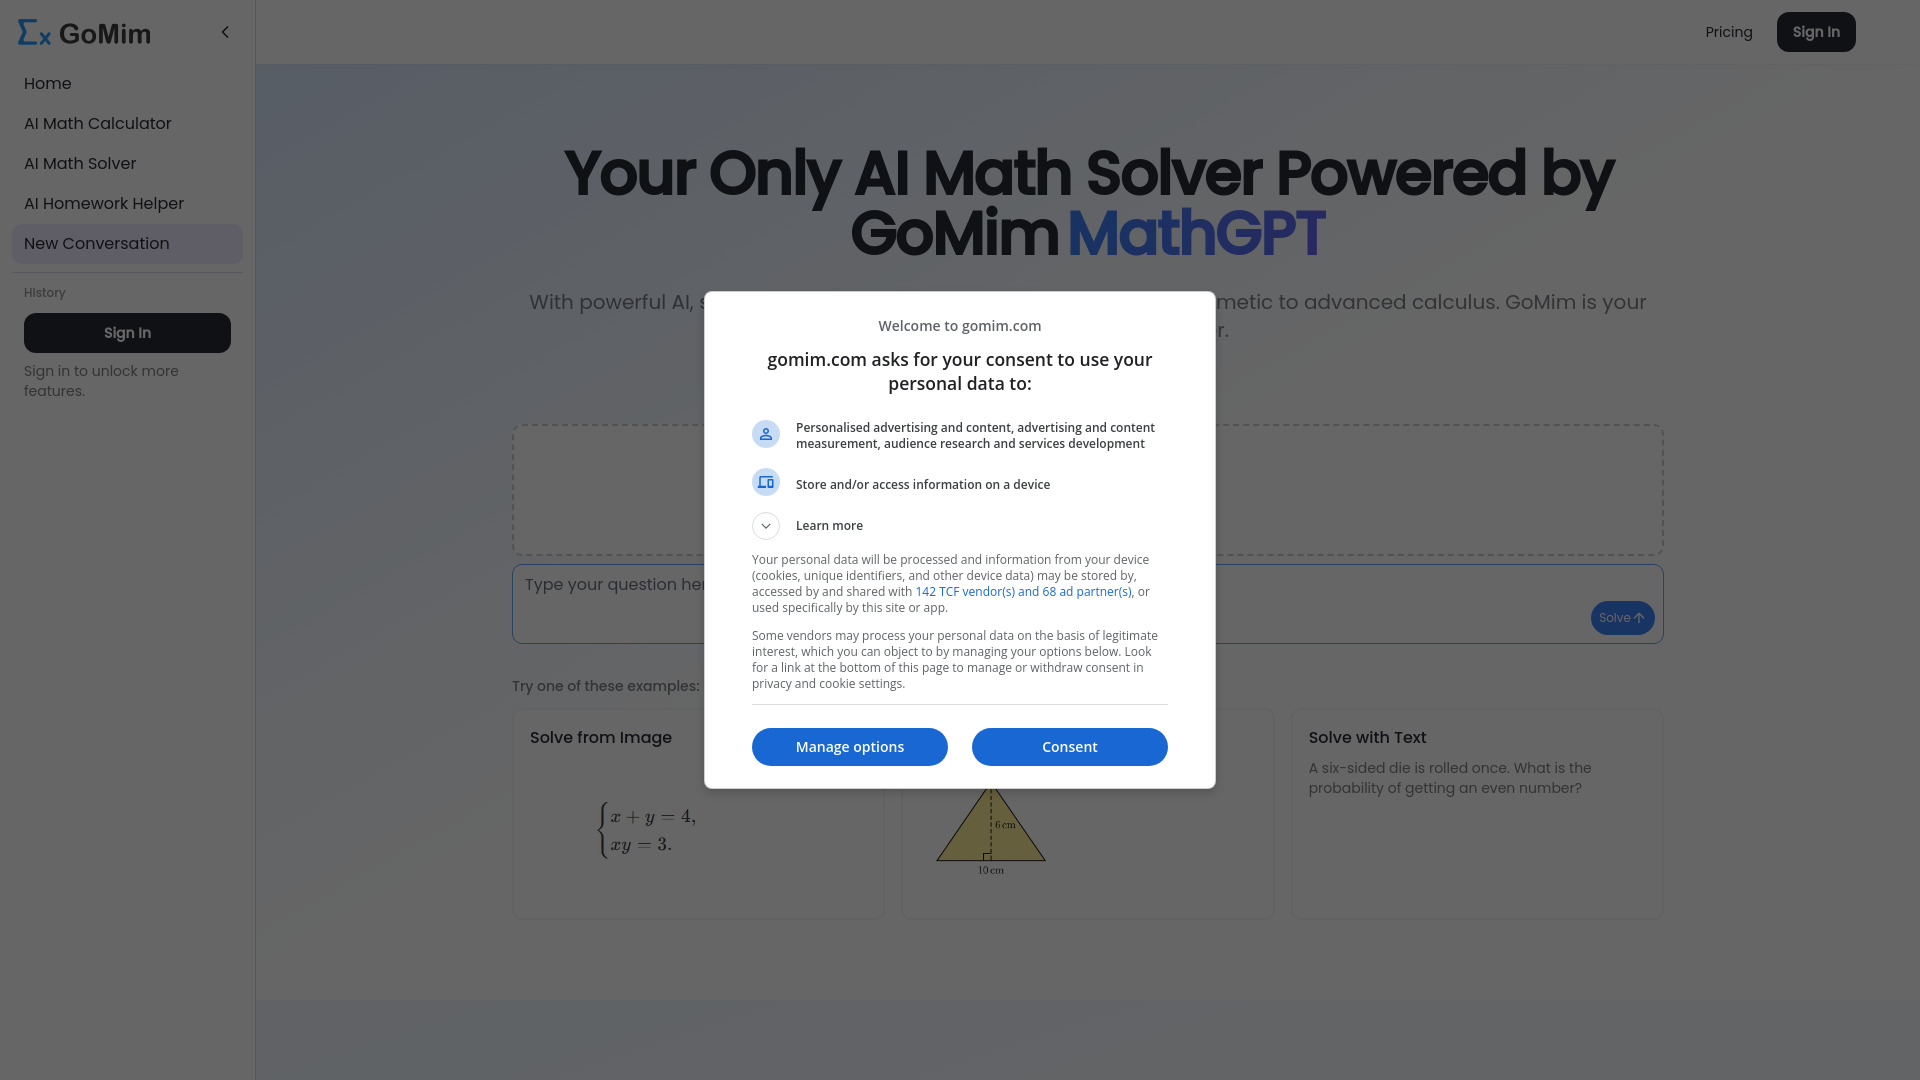 GoMim
Home
AI Math Calculator
AI Math Solver
AI Homework Helper
New Conversation
History
Sign In
Sign in to unlock more
features.
Pricing
Sign In
Your Only AI Math Solver Powered by
GoMim MathGPT
With powerful AI,
metic to advanced calculus. GoMim is your
r.
Welcome to gomim.com
gomim.com asks for your consent to use your
personal data to:
Personalised advertising and content, advertising and content
measurement, audience research and services development
Store and/or access information on a device
Learn more
Your personal data will be processed and information from your device
(cookies, unique identifiers, and other device data) may be stored by,
accessed by and shared with 142 TCF vendor(s) and 68 ad partner(s), or
used specifically by this site or app.
Some vendors may process your personal data on the basis of legitimate
interest, which you can object to by managing your options below. Look
for a link at the bottom of this page to manage or withdraw consent in
privacy and cookie settings.
Manage options
Consent
Type your question her
Solve
Try one of these examples:
Solve from Image
x + y = 4,
xy = 3.
6 cm
10 cm
Solve with Text
A six-sided die is rolled once. What is the
probability of getting an even number?